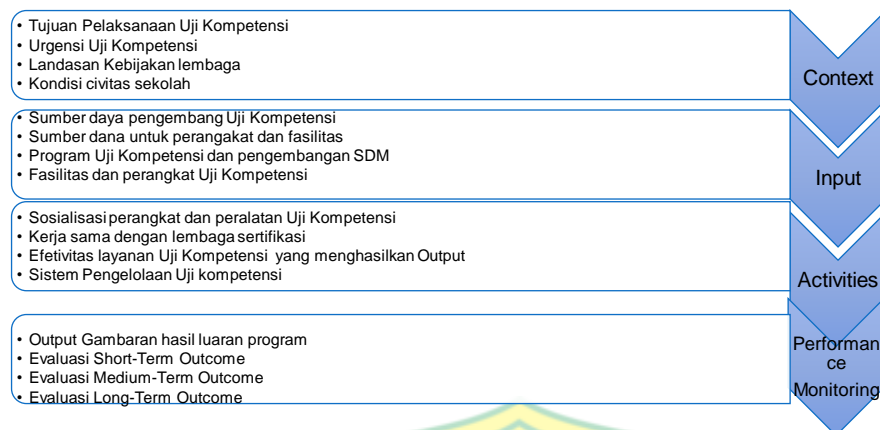 • Tujuan Pelaksanaan Uji Kompetensi
• Urgensi Uji Kompetensi
• Landasan Kebijakan lembaga
• Kondisi civitas sekolah
Context
• Sumber daya pengembang Uji Kompetensi
• Sumber dana untuk perangakat dan fasilitas
• Program Uji Kompetensi dan pengembangan SDM
• Fasilitas dan perangkat Uji Kompetensi
Input
• Sosialisasi perangkat dan peralatan Uji Kompetensi
• Kerja sama dengan lembaga sertifikasi
• Efetivitas layanan Uji Kompetensi yang menghasilkan Output
• Sistem Pengelolaan Uji kompetensi
Activities
• Output Gambaran hasil luaran program
• Evaluasi Short-Term Outcome
• Evaluasi Medium-Term Outcome
• Evaluasi Long-Term Outcome
Performan
ce
Monitoring